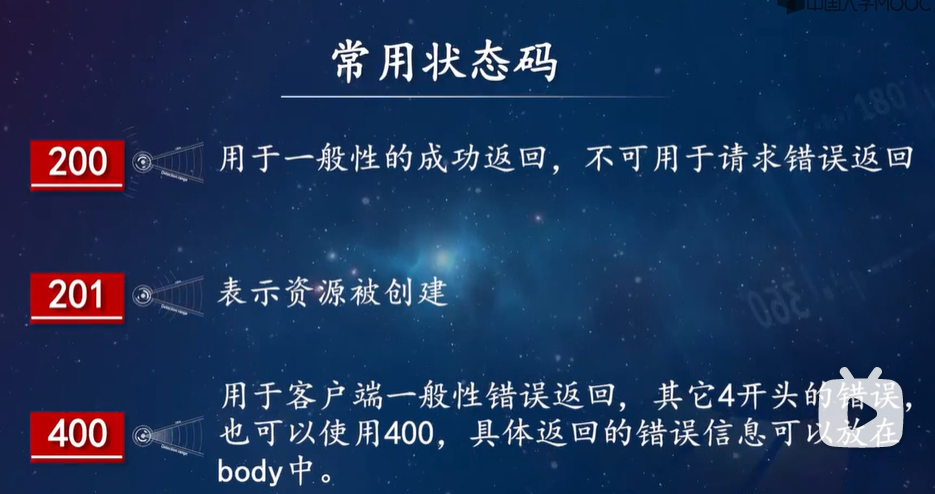 中国大学MOOC
常用状态码
180
200
用于一般性的成功返回，不可用于请求错误返回
201
表示资源被创建
360
400
用于客户端一般性错误返回，其它4开头的错误，
也可以使用400，具体返回的错误信息可以放在
body中。